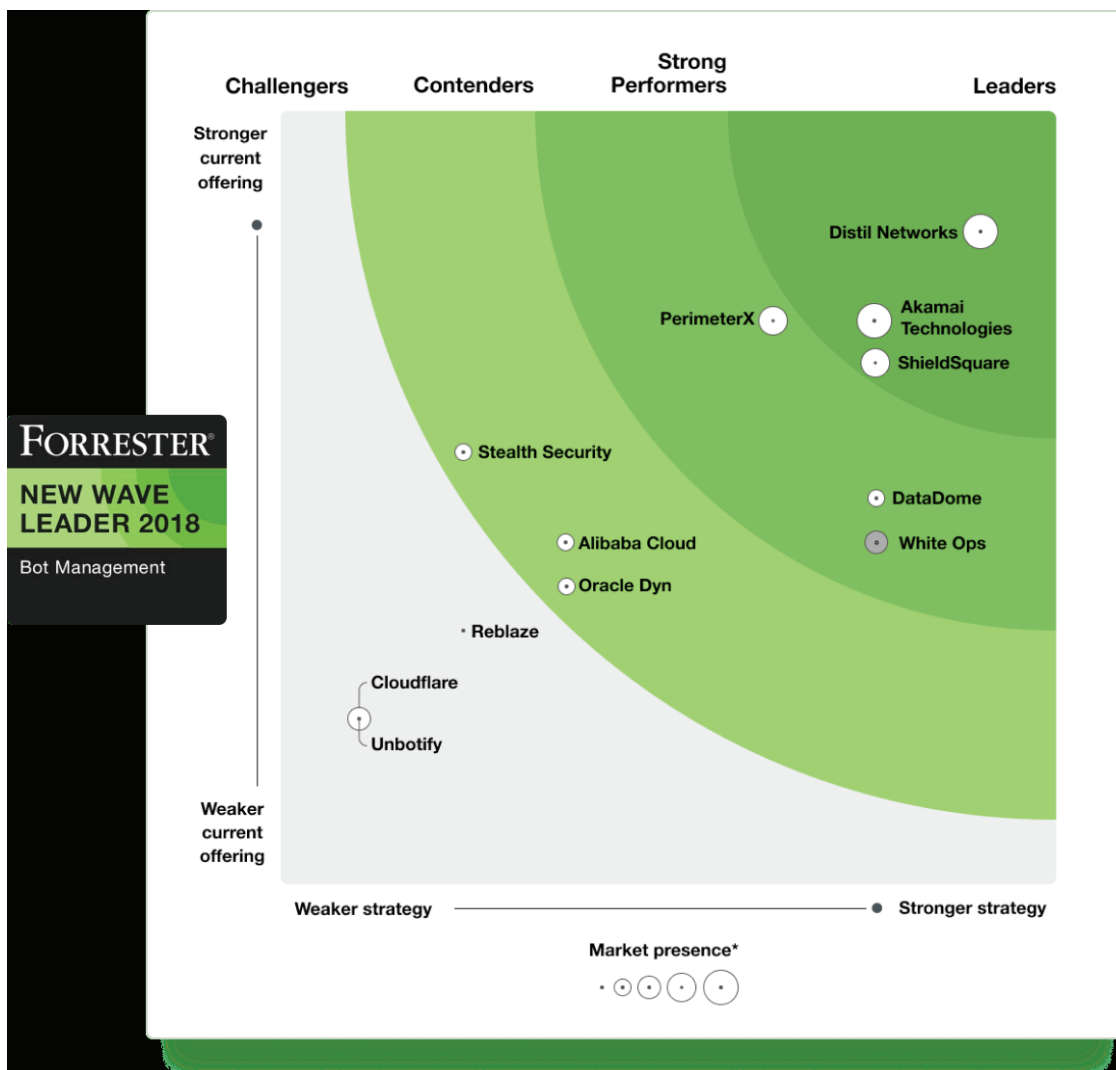 Challengers
Contenders
Strong
Performers
Leaders
Stronger
current
offering
Distil Networks
PerimeterX
Akamai
Technologies
ShieldSquare
FORRESTER®
NEW WAVE
LEADER 2018
Bot Management
Stealth Security
DataDome
Alibaba Cloud
White Ops
Oracle Dyn
Reblaze
Cloudflare
Unbotify
Weaker
current
offering
Weaker strategy
Stronger strategy
Market presence*